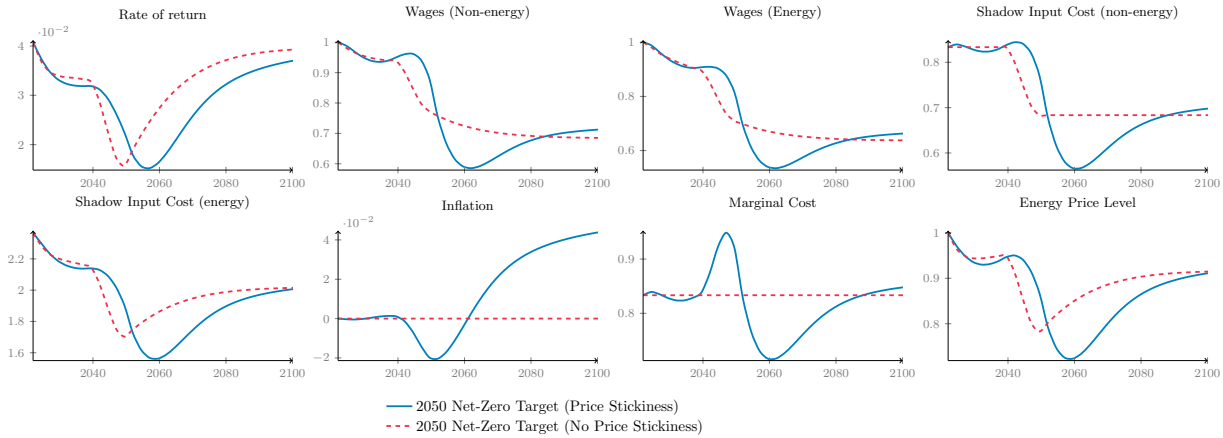 Rate of return
·10⁻²
4
3
2
2040 2060 2080 2100
Wages (Non-energy)
1
0.9
0.8
0.7
0.6
2040 2060 2080 2100
Wages (Energy)
1
0.8
0.6
2040 2060 2080 2100
Shadow Input Cost (non-energy)
0.8
0.7
0.6
2040 2060 2080 2100
Shadow Input Cost (energy)
2.2
2
1.8
1.6
2040 2060 2080 2100
Inflation
·10⁻²
4
2
0
−2
2040 2060 2080 2100
Marginal Cost
0.9
0.8
2040 2060 2080 2100
Energy Price Level
1
0.9
0.8
2040 2060 2080 2100
2050 Net-Zero Target (Price Stickiness)
2050 Net-Zero Target (No Price Stickiness)